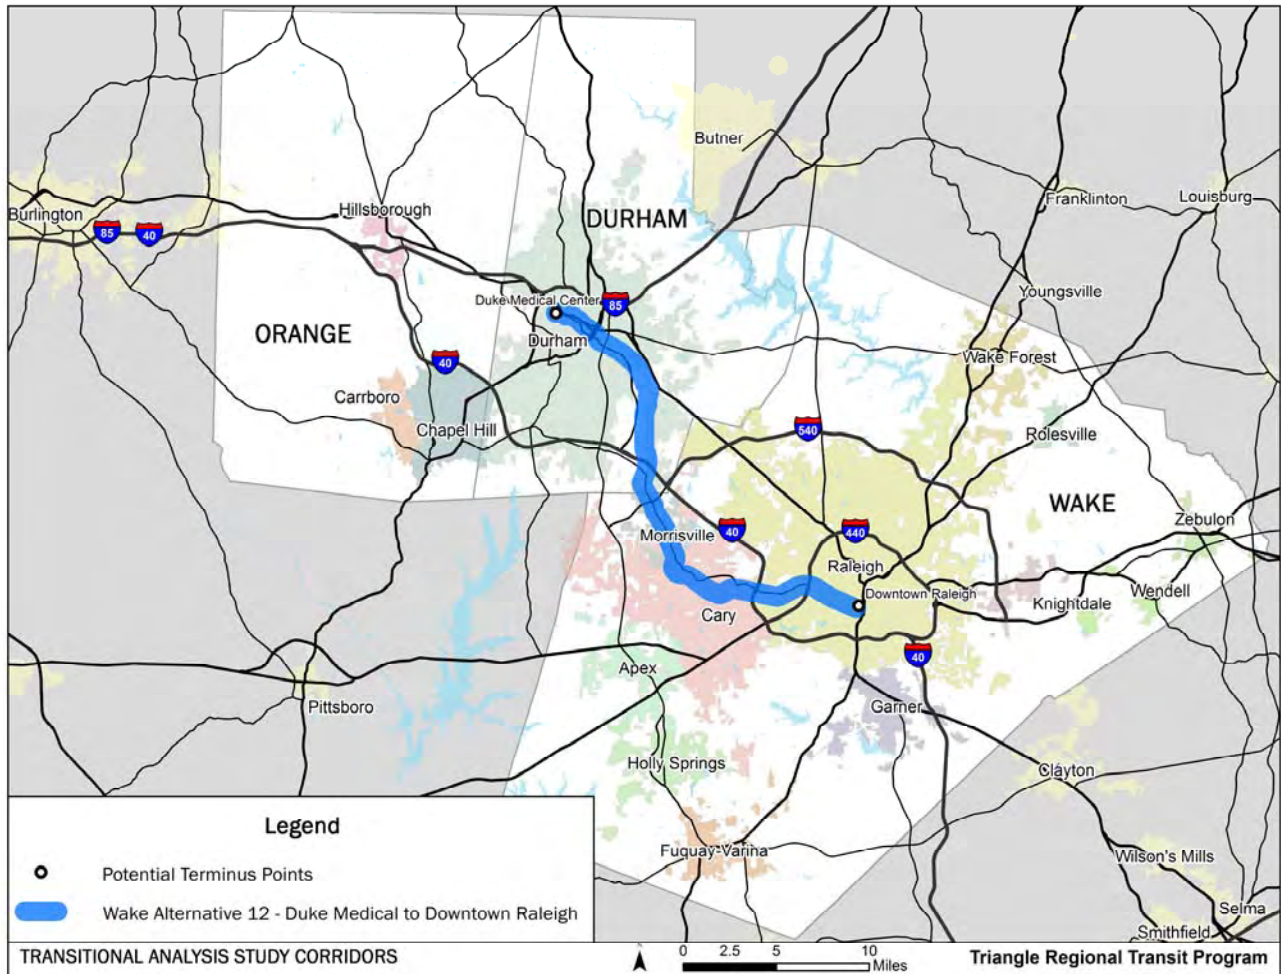 Butner
Burlington
85
40
Hillsborough
DURHAM
Franklinton
Louisburg
Youngsville
Duke Medical Center
85
ORANGE
Durham
Wake Forest
40
Carrboro
Chapel Hill
540
Rolesville
WAKE
Zebulon
Morrisville
40
440
Raleigh
Downtown Raleigh
Knightdale
Wendell
Cary
40
Apex
Pittsboro
Garner
Holly Springs
Clayton
Fuquay-Varina
Wilson's Mills
Selma
Smithfield
Legend
Potential Terminus Points
Wake Alternative 12 - Duke Medical to Downtown Raleigh
TRANSITIONAL ANALYSIS STUDY CORRIDORS
N
0 2.5 5 10
Miles
Triangle Regional Transit Program